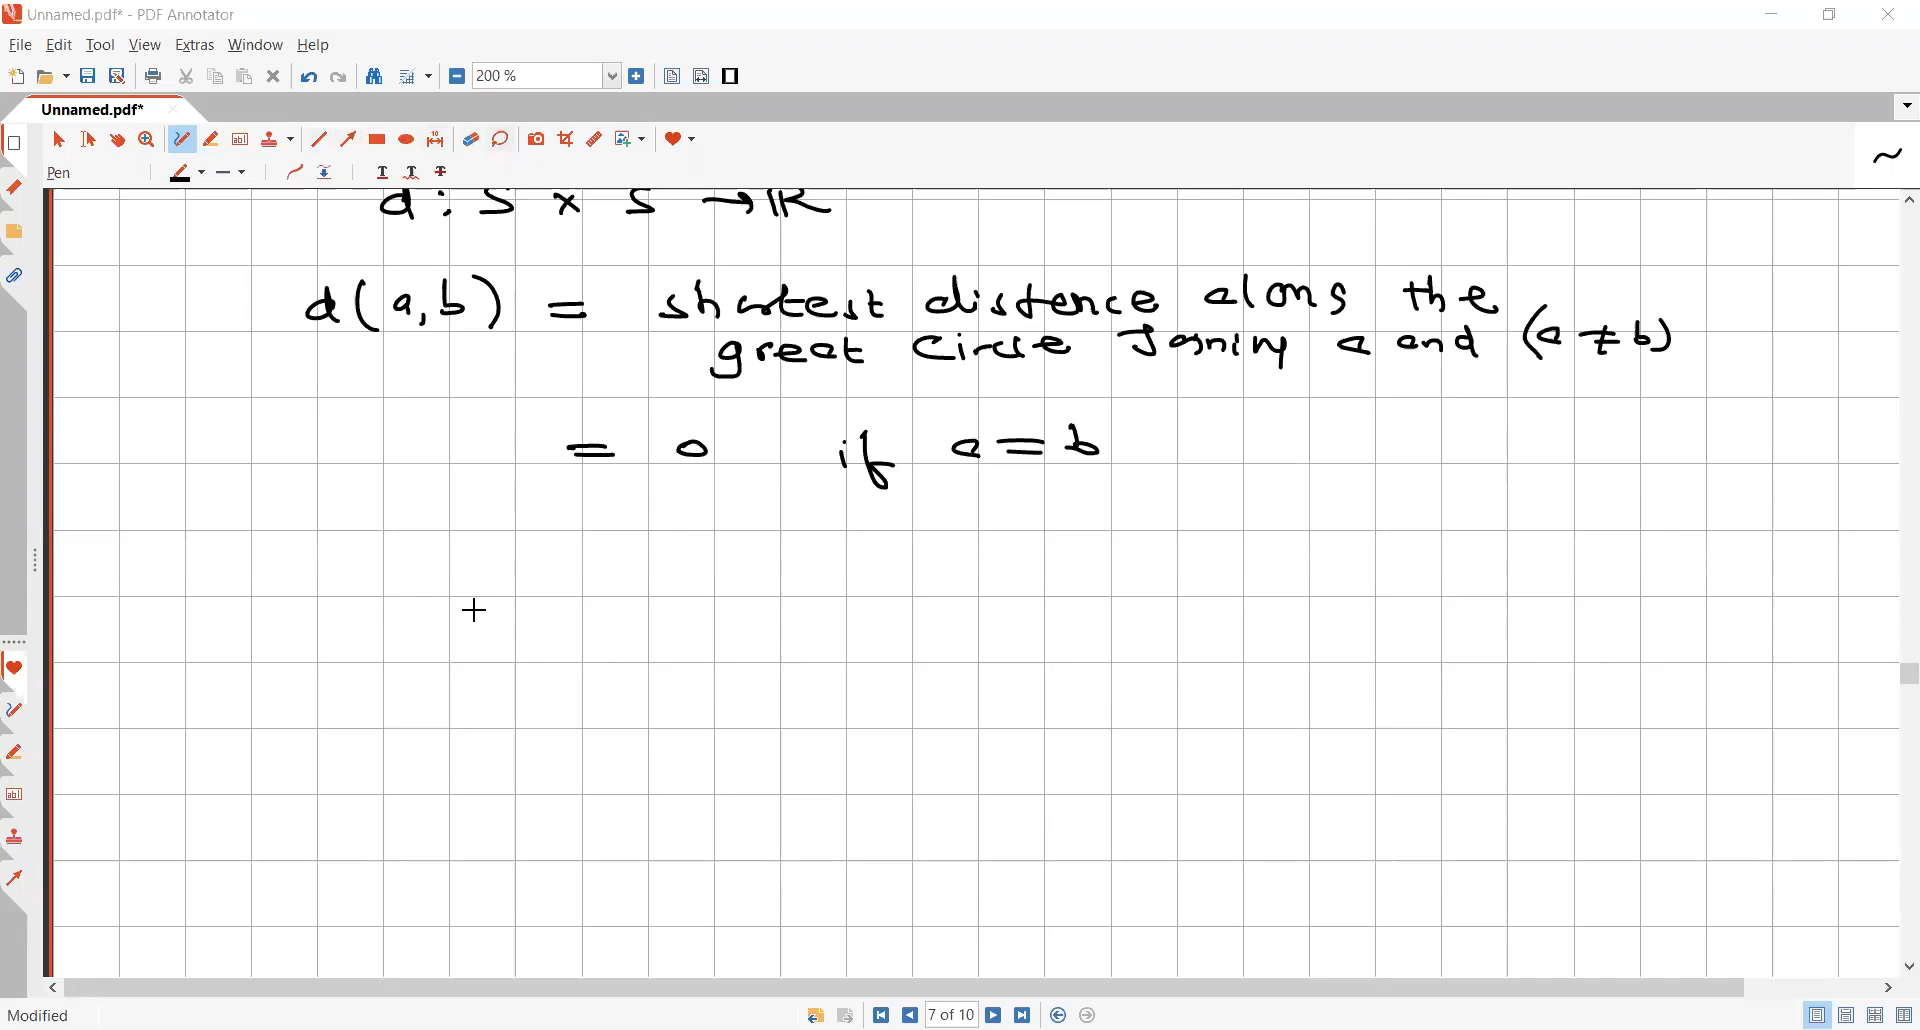 Unnamed.pdf* - PDF Annotator
File Edit Tool View Extras Window Help
200 %
Unnamed.pdf*
Pen
d : S x S → ℝ
d(a,b) = shortest distence along the
great circle Joining a and (a ≠ b)
= 0 if a = b
Modified
7 of 10